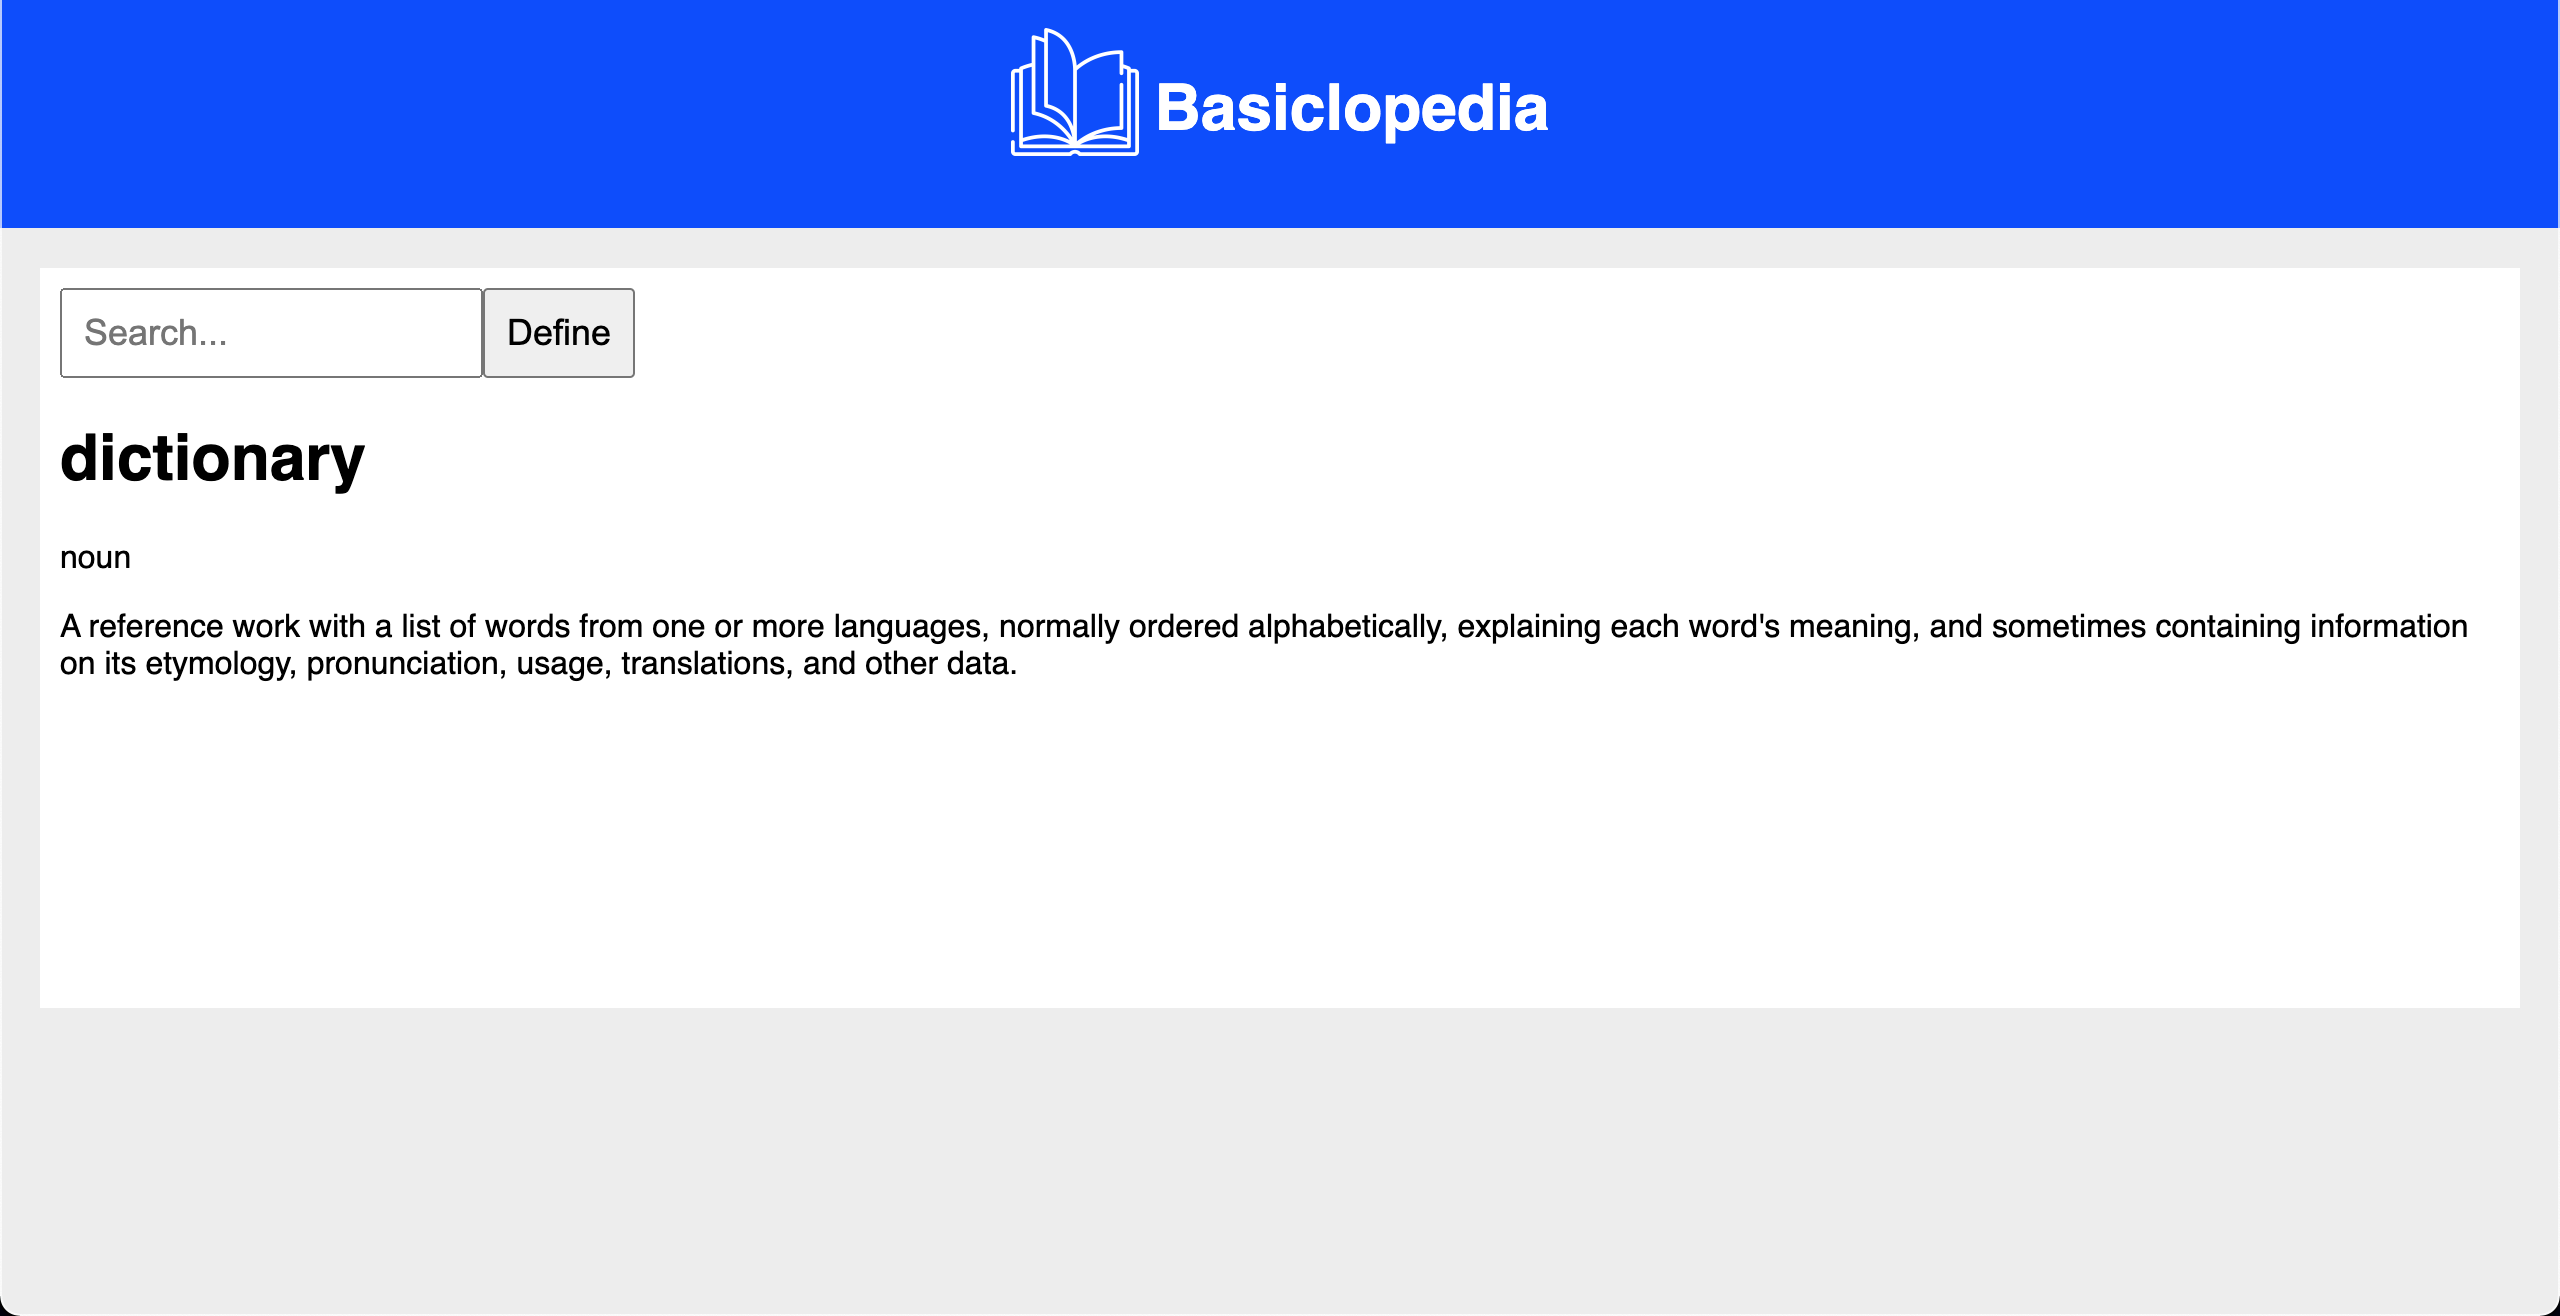 Basiclopedia
Search...
Define
dictionary
noun
A reference work with a list of words from one or more languages, normally ordered alphabetically, explaining each word's meaning, and sometimes containing information
on its etymology, pronunciation, usage, translations, and other data.